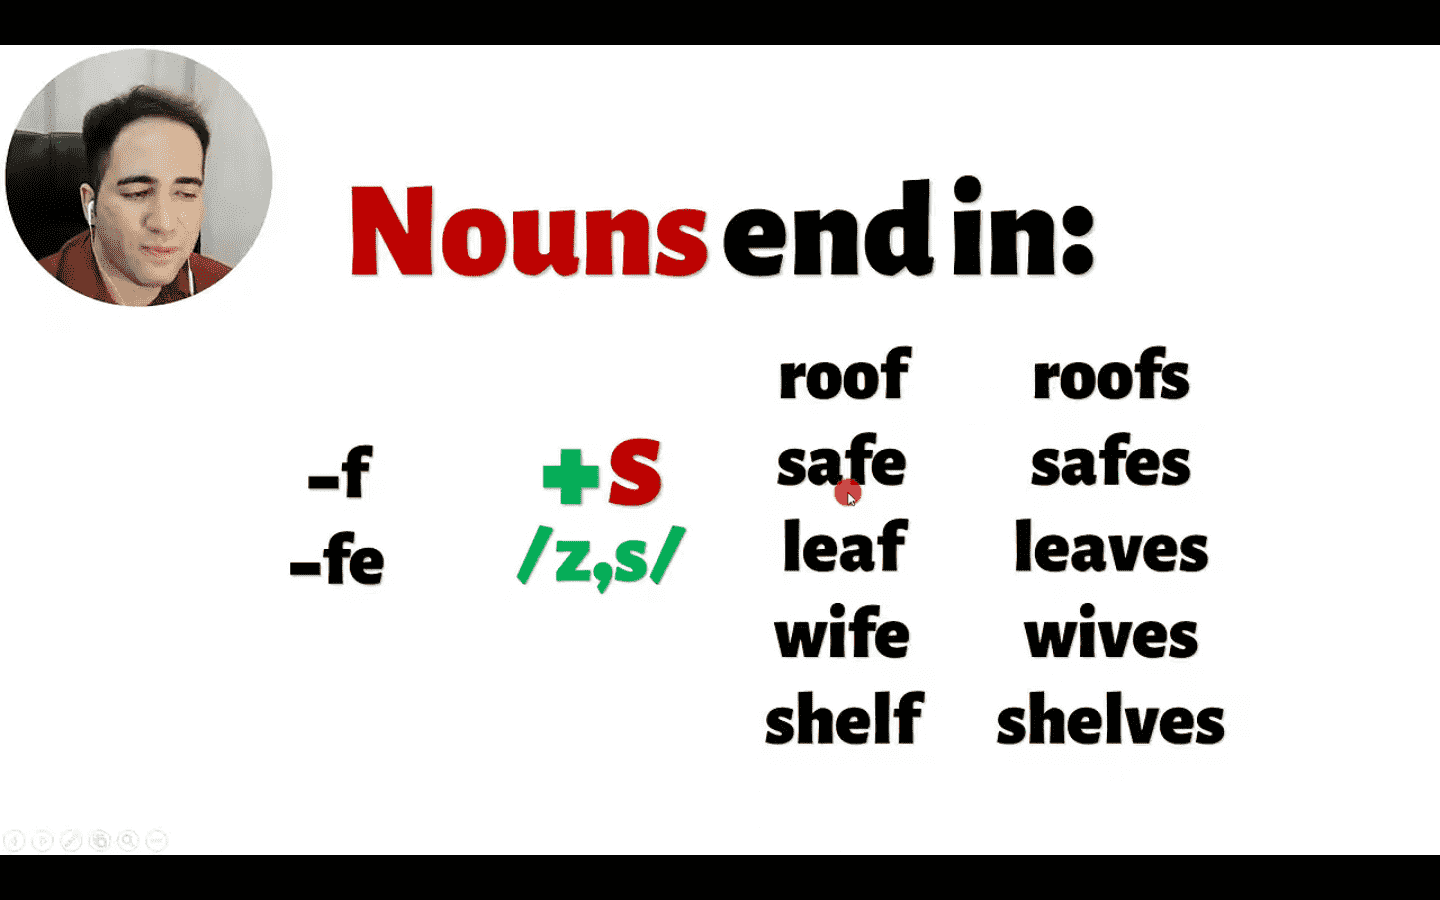 Nouns end in:
roof roofs
safe safes
leaf leaves
wife wives
shelf shelves
-f
-fe
+S
/z,s/